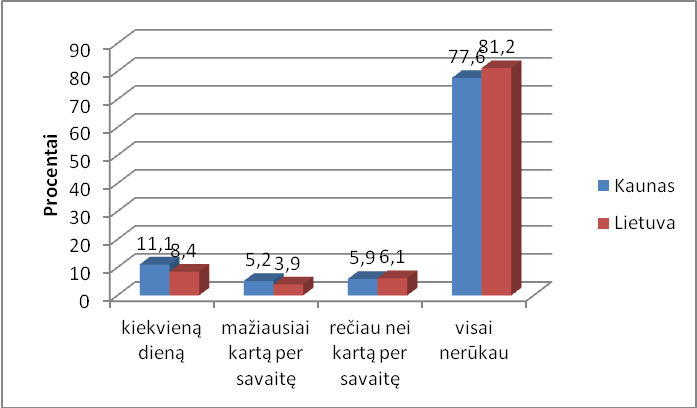 Procentai
90
80
70
60
50
40
30
20
10
0
11,1
8,4
5,2
3,9
5,9
6,1
77,6
81,2
kiekvieną
dieną
mažiausiai
kartą per
savaitę
rečiau nei
kartą per
savaitę
visai
nerūkau
Kaunas
Lietuva